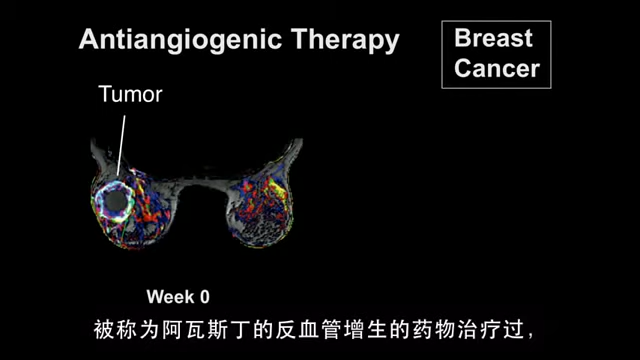 Antiangiogenic Therapy
Breast
Cancer
Tumor
Week 0
被称为阿瓦斯丁的反血管增生的药物治疗过，